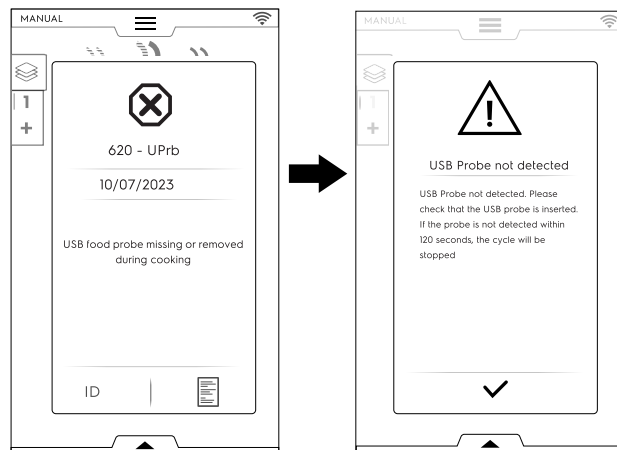 MANUAL
1
+
620 - UPrb
10/07/2023
USB food probe missing or removed
during cooking
ID
MANUAL
1
+
USB Probe not detected
USB Probe not detected. Please
check that the USB probe is inserted.
If the probe is not detected within
120 seconds, the cycle will be
stopped